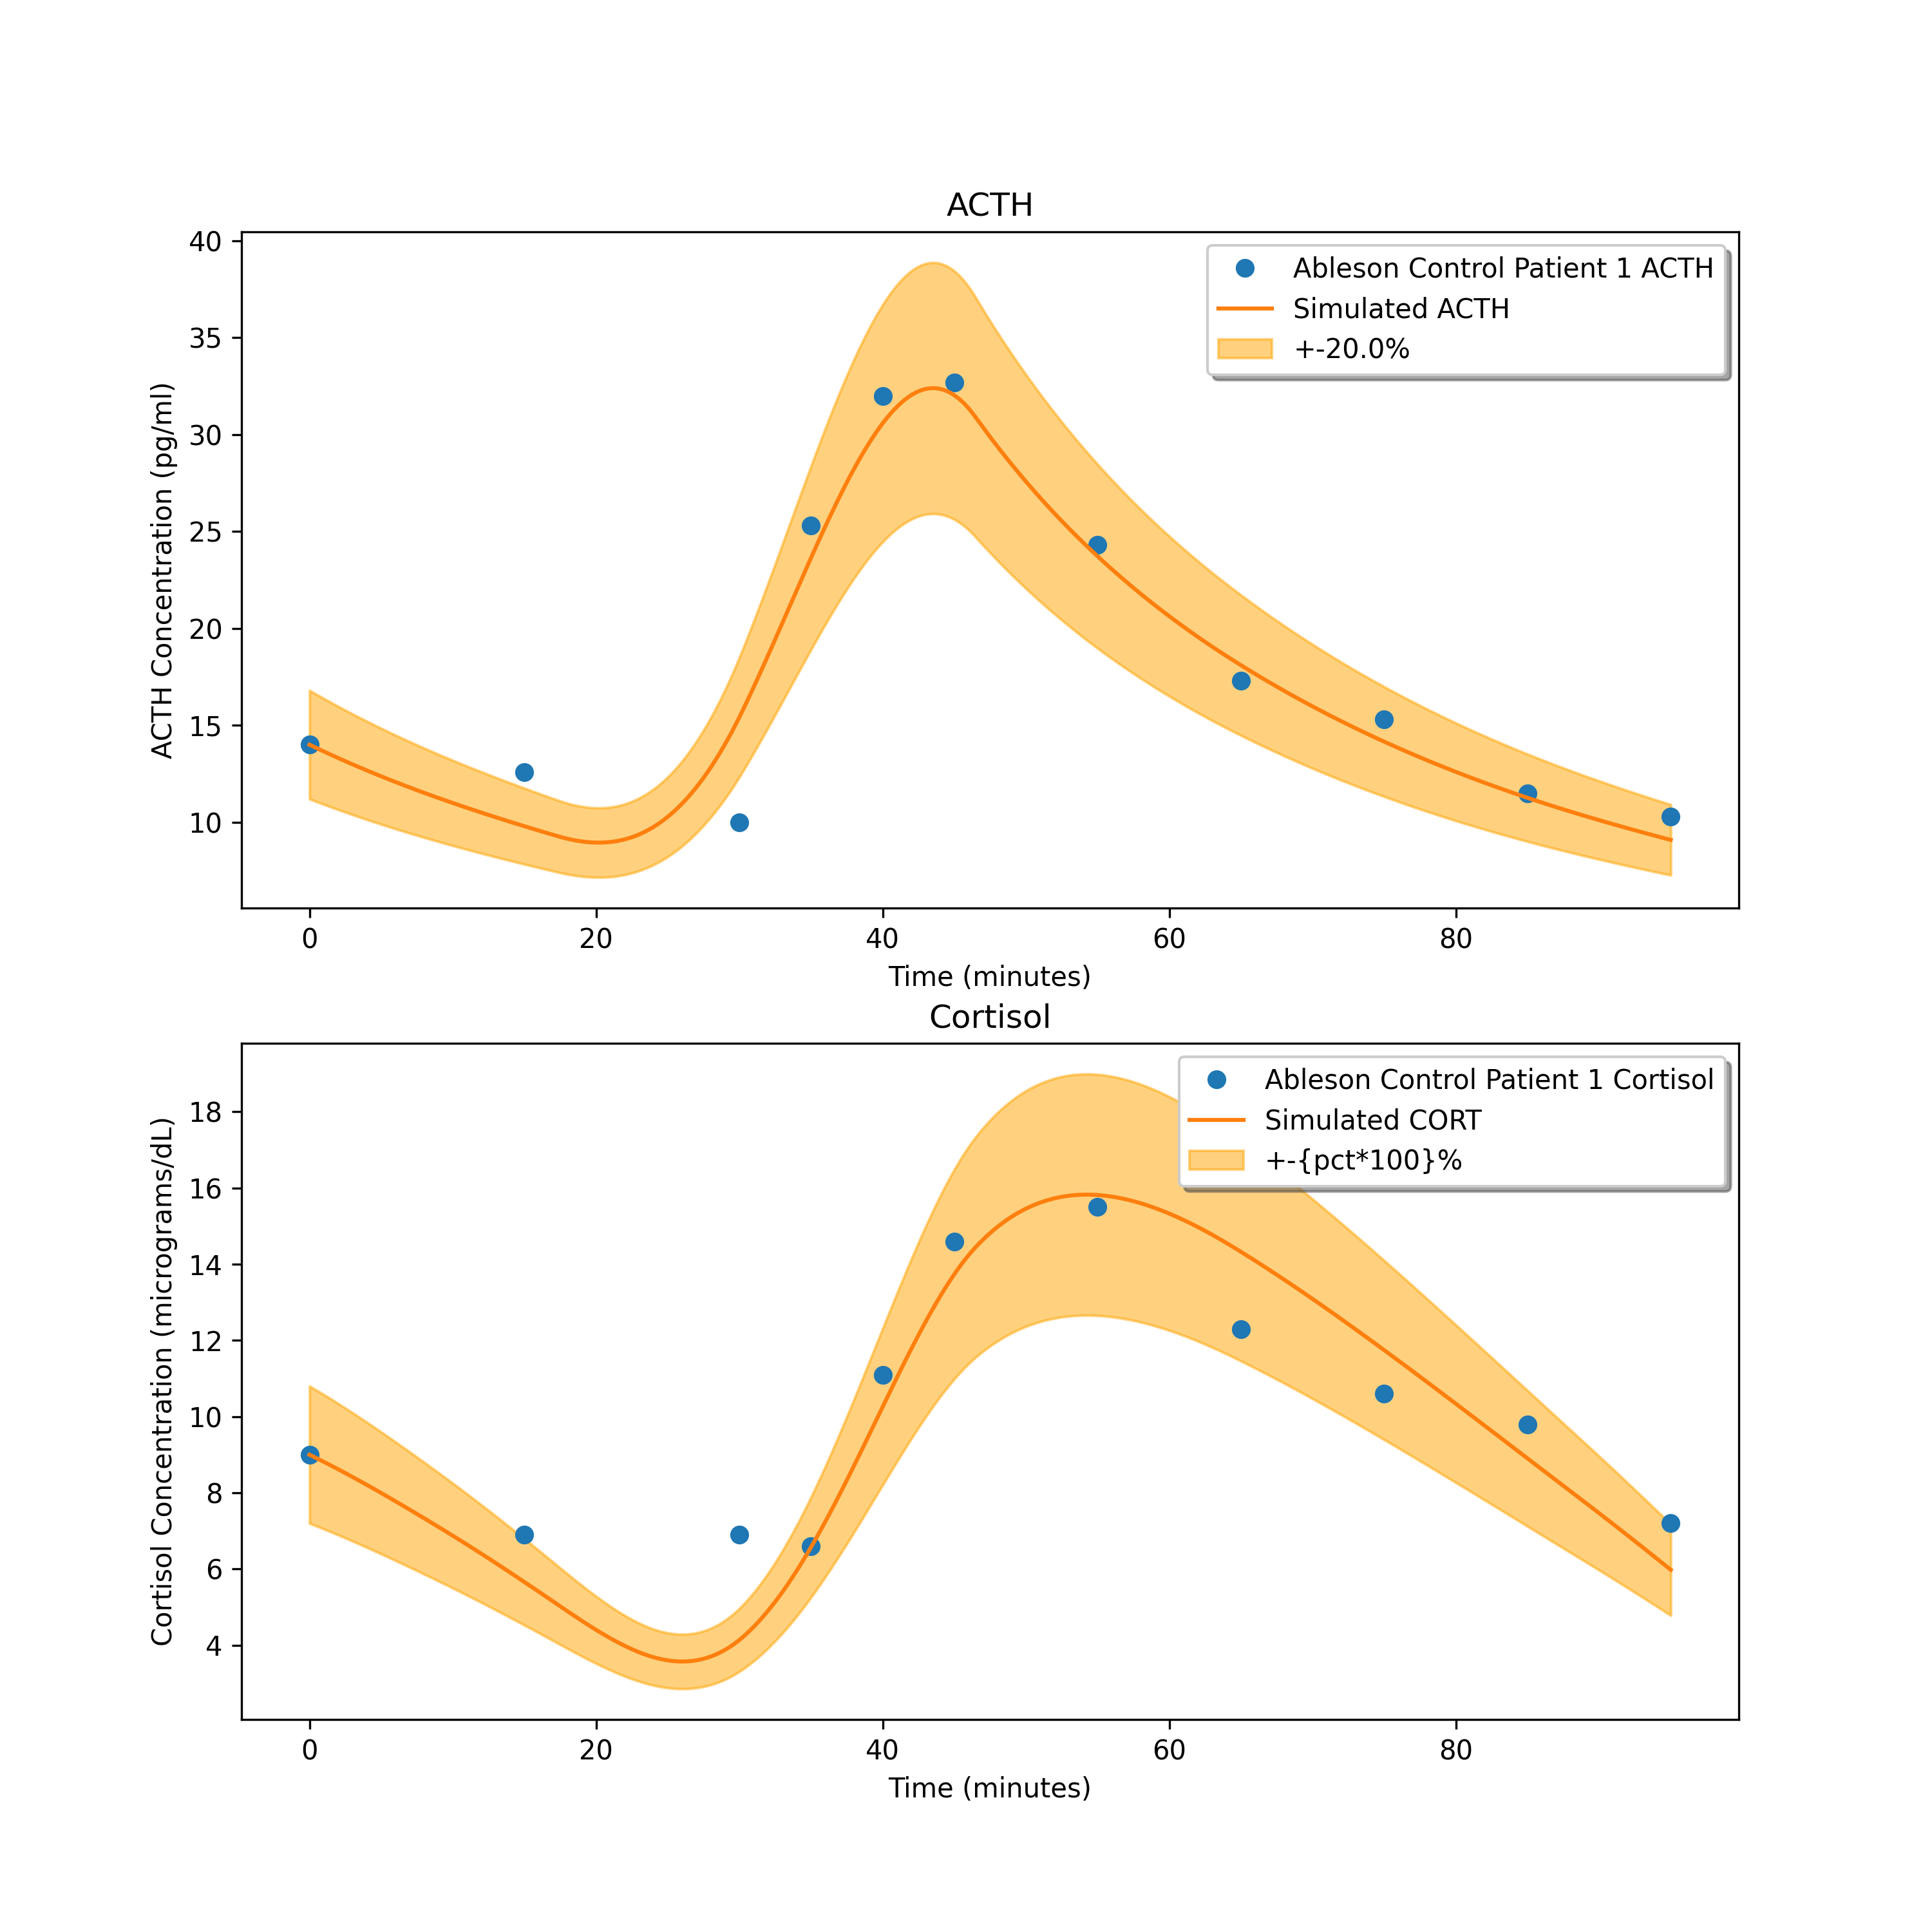 ACTH
40
35
30
25
20
15
10
ACTH Concentration (pg/ml)
Ableson Control Patient 1 ACTH
Simulated ACTH
+-20.0%
0 20 40 60 80
Time (minutes)
Cortisol
18
16
14
12
10
8
6
4
Cortisol Concentration (micrograms/dL)
Ableson Control Patient 1 Cortisol
Simulated CORT
+-{pct*100}%
0 20 40 60 80
Time (minutes)